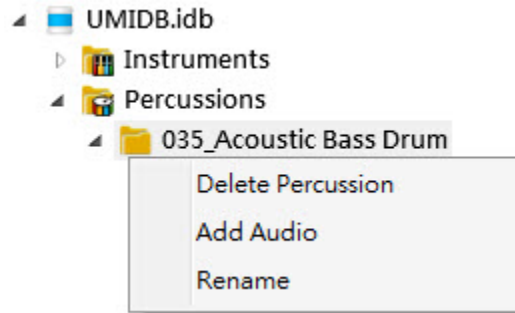 UMIDB.idb
Instruments
Percussions
035_Acoustic Bass Drum
Delete Percussion
Add Audio
Rename